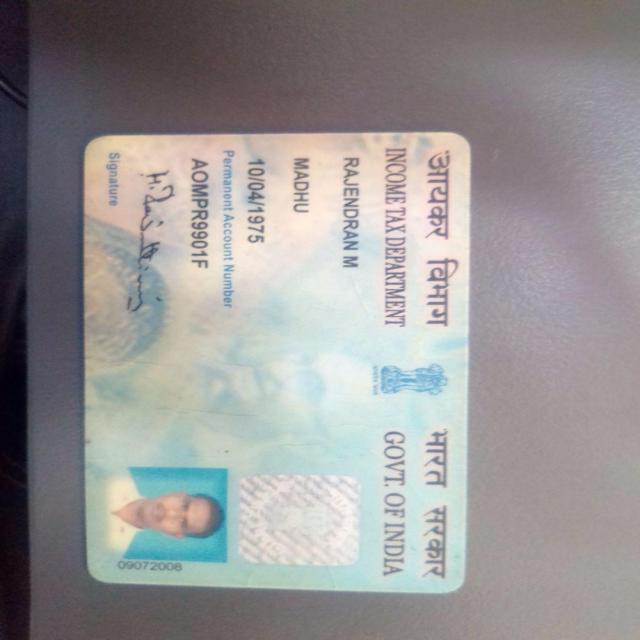 आयकर विभाग
INCOME TAX DEPARTMENT
भारत सरकार
GOVT. OF INDIA
RAJENDRAN M
MADHU
10/04/1975
Permanent Account Number
AOMPR9901F
Signature
09072008